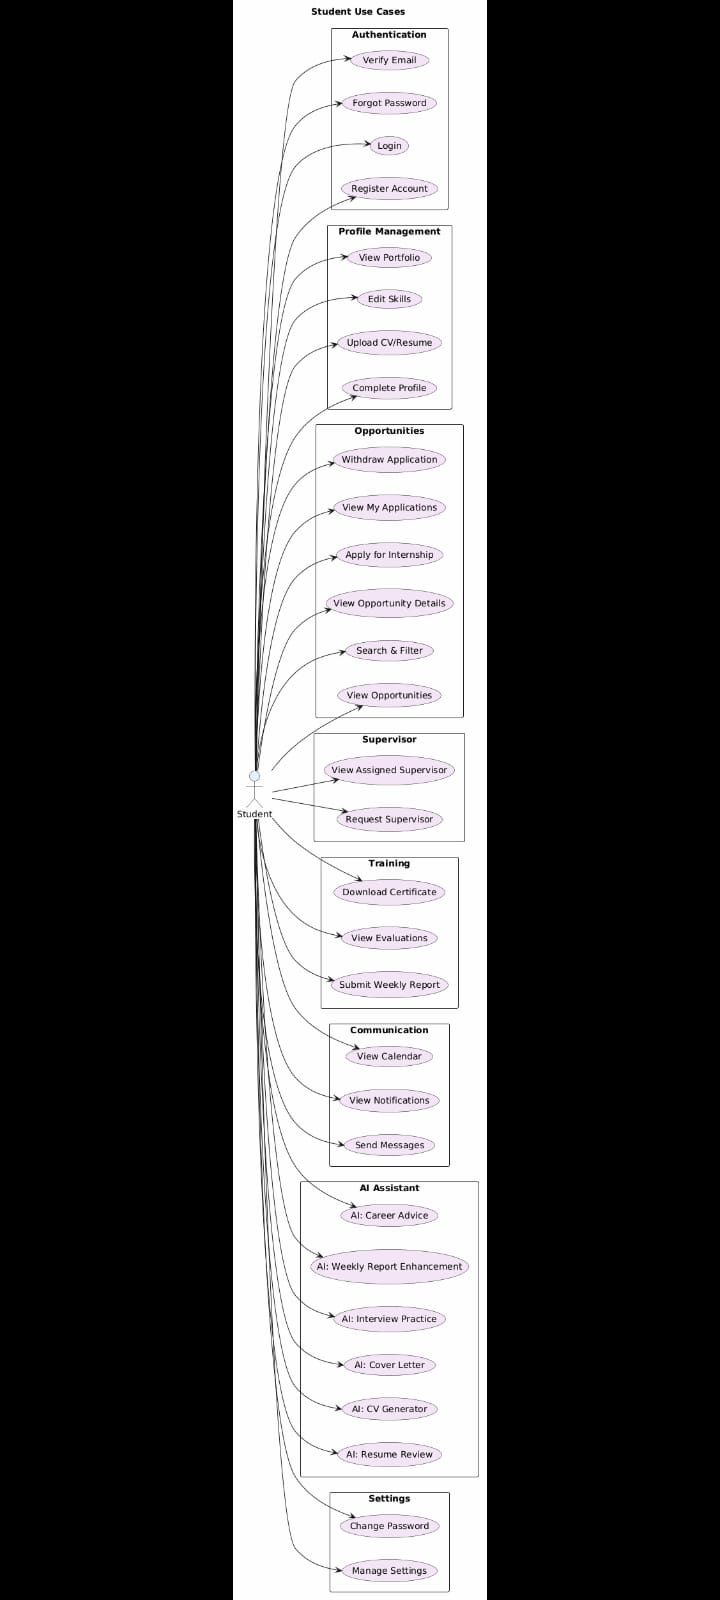 Student Use Cases
Authentication
Verify Email
Forgot Password
Login
Register Account
Profile Management
View Portfolio
Edit Skills
Upload CV/Resume
Complete Profile
Opportunities
Withdraw Application
View My Applications
Apply for Internship
View Opportunity Details
Search & Filter
View Opportunities
Supervisor
View Assigned Supervisor
Request Supervisor
Student
Training
Download Certificate
View Evaluations
Submit Weekly Report
Communication
View Calendar
View Notifications
Send Messages
AI Assistant
AI: Career Advice
AI: Weekly Report Enhancement
AI: Interview Practice
AI: Cover Letter
AI: CV Generator
AI: Resume Review
Settings
Change Password
Manage Settings